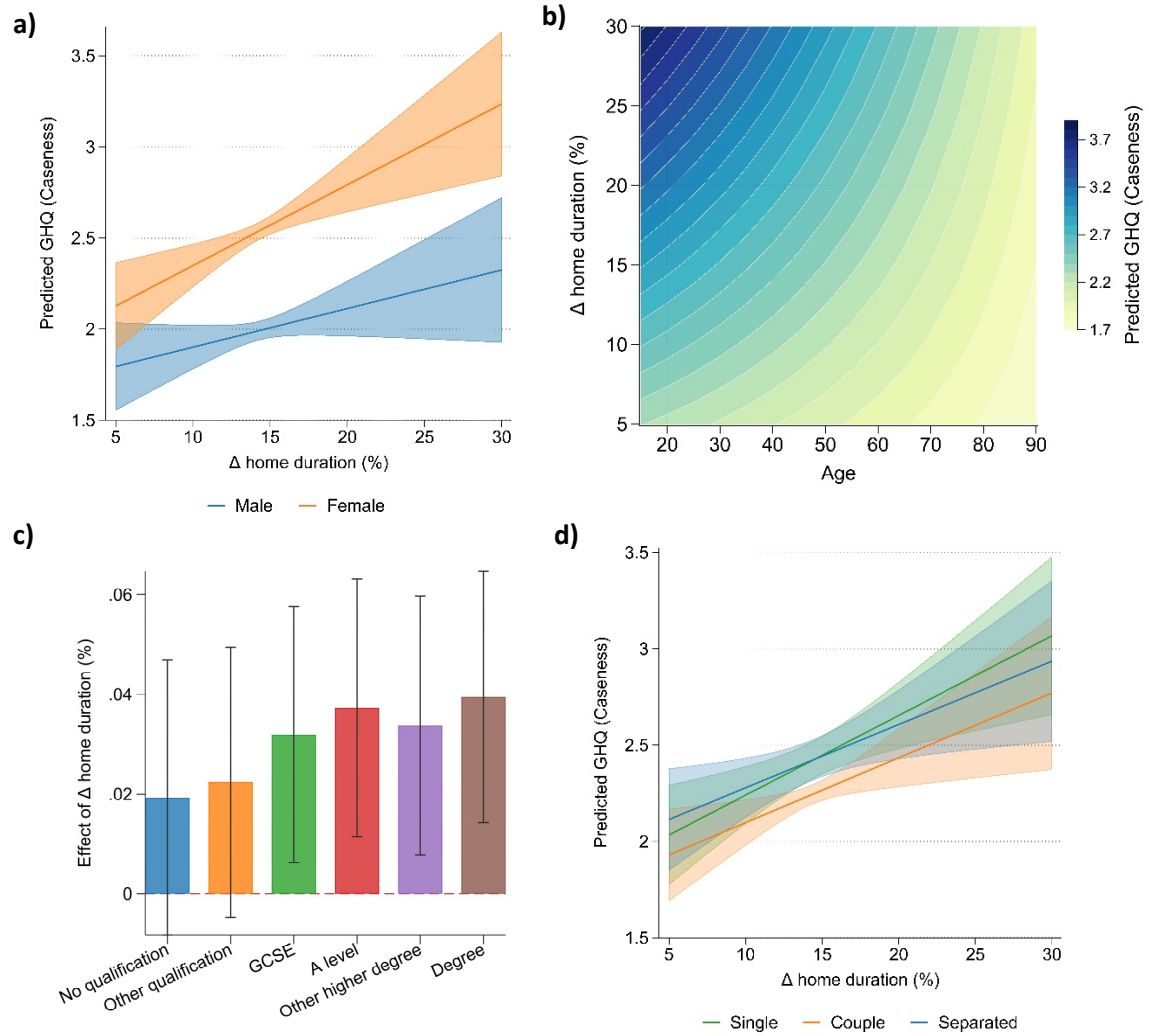 a)
Predicted GHQ (Caseness)
3.5
3
2.5
2
1.5
5 10 15 20 25 30
Δ home duration (%)
Male Female
b)
Δ home duration (%)
30
25
20
15
10
5
20 30 40 50 60 70 80 90
Age
3.7
3.2
2.7
2.2
1.7
Predicted GHQ (Caseness)
c)
Effect of Δ home duration (%)
.06
.04
.02
0
No qualification
Other qualification
GCSE
A level
Other higher degree
Degree
d)
Predicted GHQ (Caseness)
3.5
3
2.5
2
1.5
5 10 15 20 25 30
Δ home duration (%)
Single Couple Separated